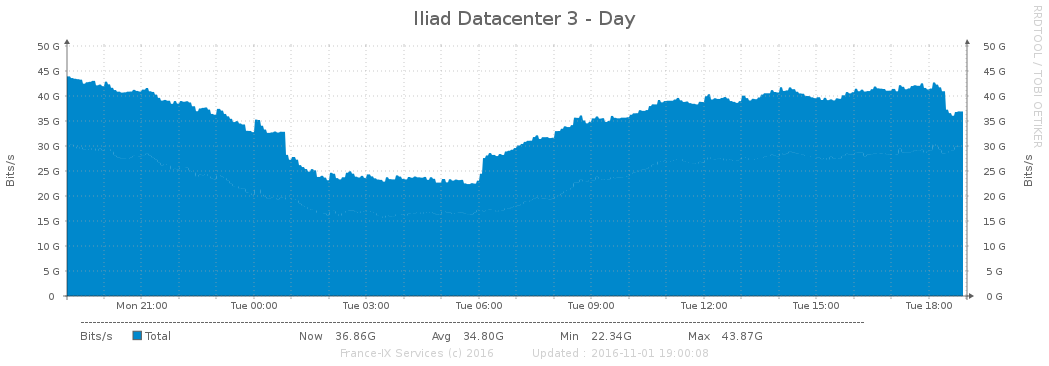 Iliad Datacenter 3 - Day
RRDTOOL / TOBI OETIKER
50 G 50 G
45 G 45 G
40 G 40 G
35 G 35 G
30 G 30 G
25 G 25 G
20 G 20 G
15 G 15 G
10 G 10 G
5 G 5 G
0 0 G
Bits/s
Bits/s
Mon 21:00 Tue 00:00 Tue 03:00 Tue 06:00 Tue 09:00 Tue 12:00 Tue 15:00 Tue 18:00
Bits/s Total Now 36.86G Avg 34.80G Min 22.34G Max 43.87G
France-IX Services (c) 2016 Updated : 2016-11-01 19:00:08